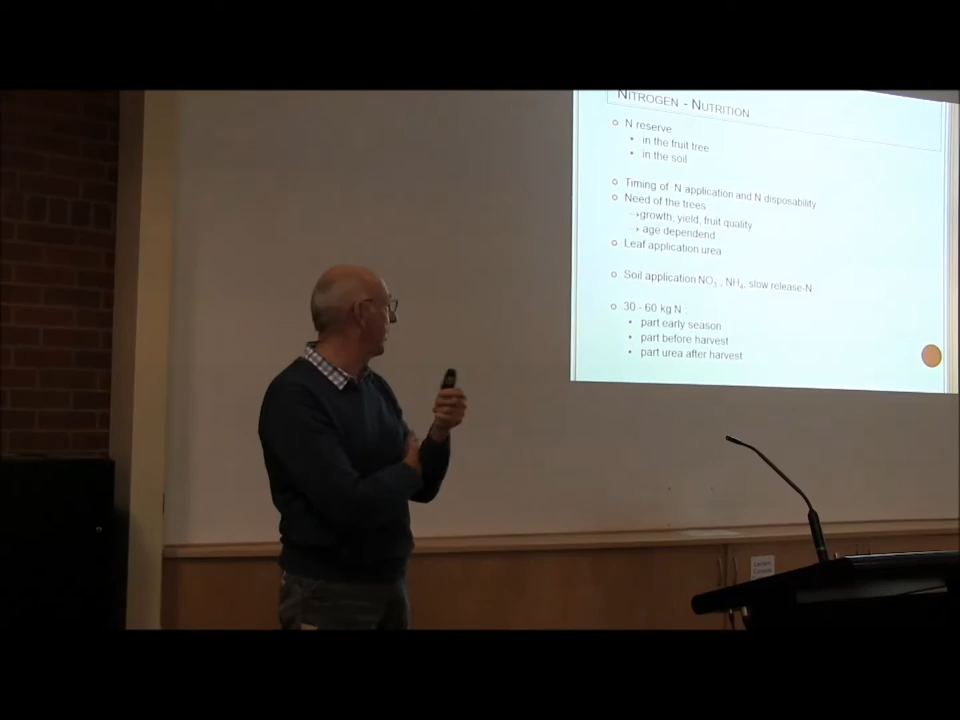 NITROGEN - NUTRITION
N reserve
in the fruit tree
in the soil
Timing of N application and N disposability
Need of the trees :
→growth, yield, fruit quality
→ age dependend
Leaf application urea
Soil application NO3, NH4, slow release-N
30 - 60 kg N :
part early season
part before harvest
part urea after harvest